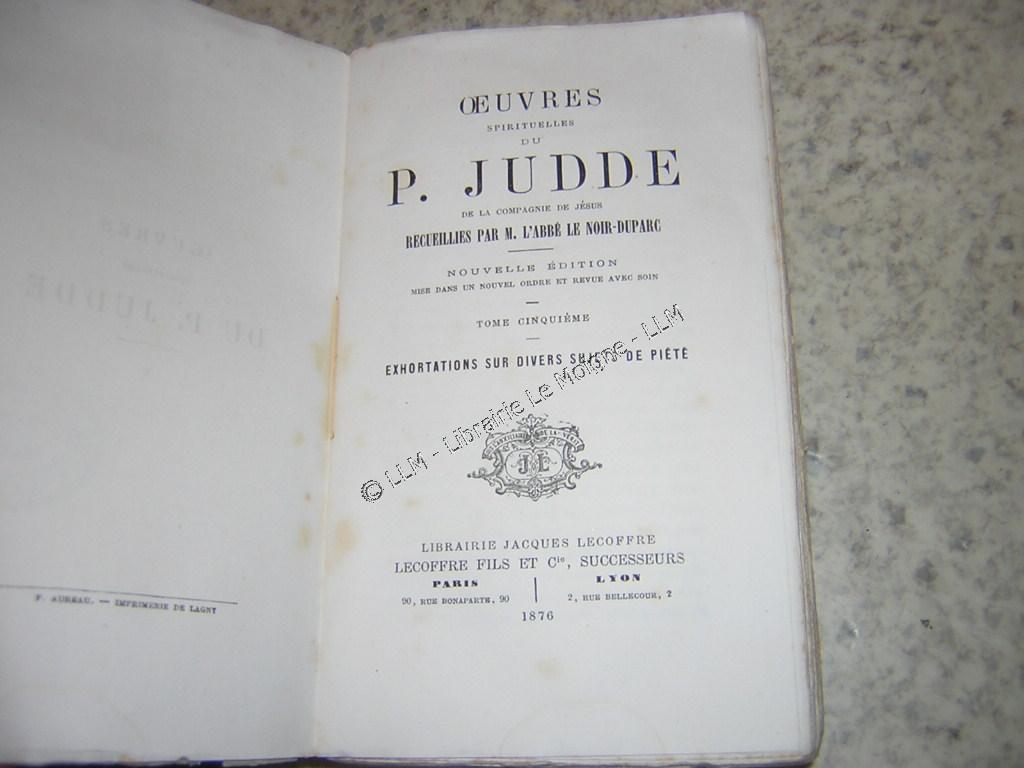 F. AUREAU. — IMPRIMERIE DE LAGNY
ŒUVRES
SPIRITUELLES
DU
P. JUDDE
DE LA COMPAGNIE DE JÉSUS
RECUEILLIES PAR M. L'ABBÉ LE NOIR-DUPARC
NOUVELLE ÉDITION
MISE DANS UN NOUVEL ORDRE ET REVUE AVEC SOIN
TOME CINQUIÈME
EXHORTATIONS SUR DIVERS SUJETS DE PIÉTÉ
© LLM - Librairie Le Moigne - LLM
LIBRAIRIE JACQUES LECOFFRE
LECOFFRE FILS ET Cie, SUCCESSEURS
PARIS
90, RUE BONAPARTE, 90
LYON
2, RUE BELLECOUR, 2
1876